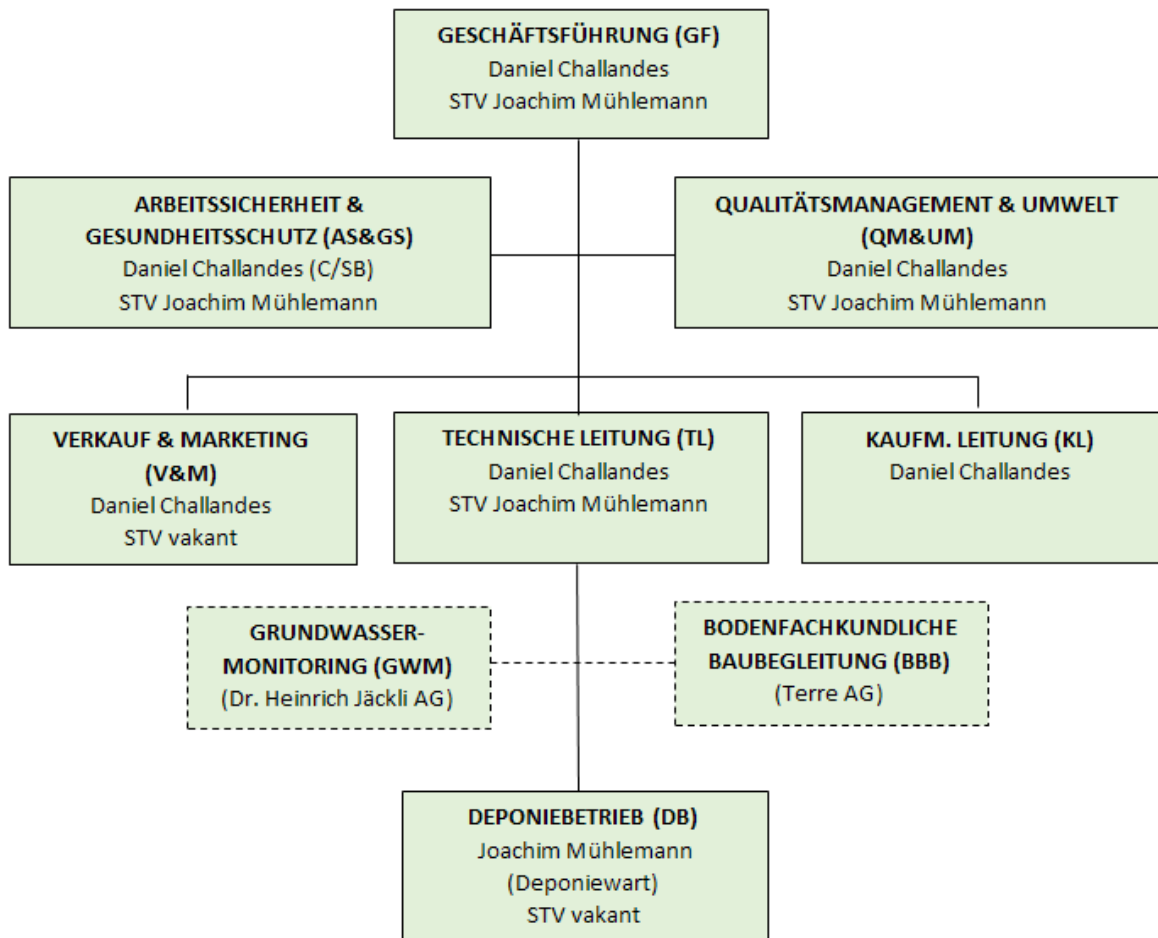 GESCHÄFTSFÜHRUNG (GF)
Daniel Challandes
STV Joachim Mühlemann
ARBEITSSICHERHEIT &
GESUNDHEITSSCHUTZ (AS&GS)
Daniel Challandes (C/SB)
STV Joachim Mühlemann
QUALITÄTSMANAGEMENT & UMWELT
(QM&UM)
Daniel Challandes
STV Joachim Mühlemann
VERKAUF & MARKETING
(V&M)
Daniel Challandes
STV vakant
TECHNISCHE LEITUNG (TL)
Daniel Challandes
STV Joachim Mühlemann
KAUFM. LEITUNG (KL)
Daniel Challandes
GRUNDWASSER-
MONITORING (GWM)
(Dr. Heinrich Jäckli AG)
BODENFACHKUNDLICHE
BAUBEGLEITUNG (BBB)
(Terre AG)
DEPONIEBETRIEB (DB)
Joachim Mühlemann
(Deponiewart)
STV vakant